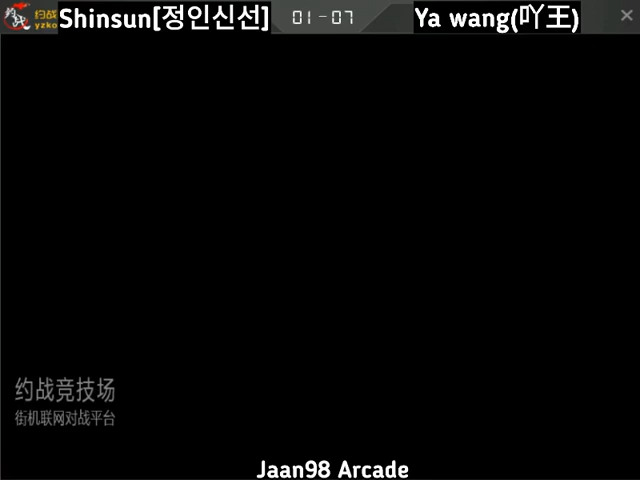 约战
yzko
Shinsun[정인신선]
01-07
Ya wang(吖王)
约战竞技场
街机联网对战平台
Jaan98 Arcade